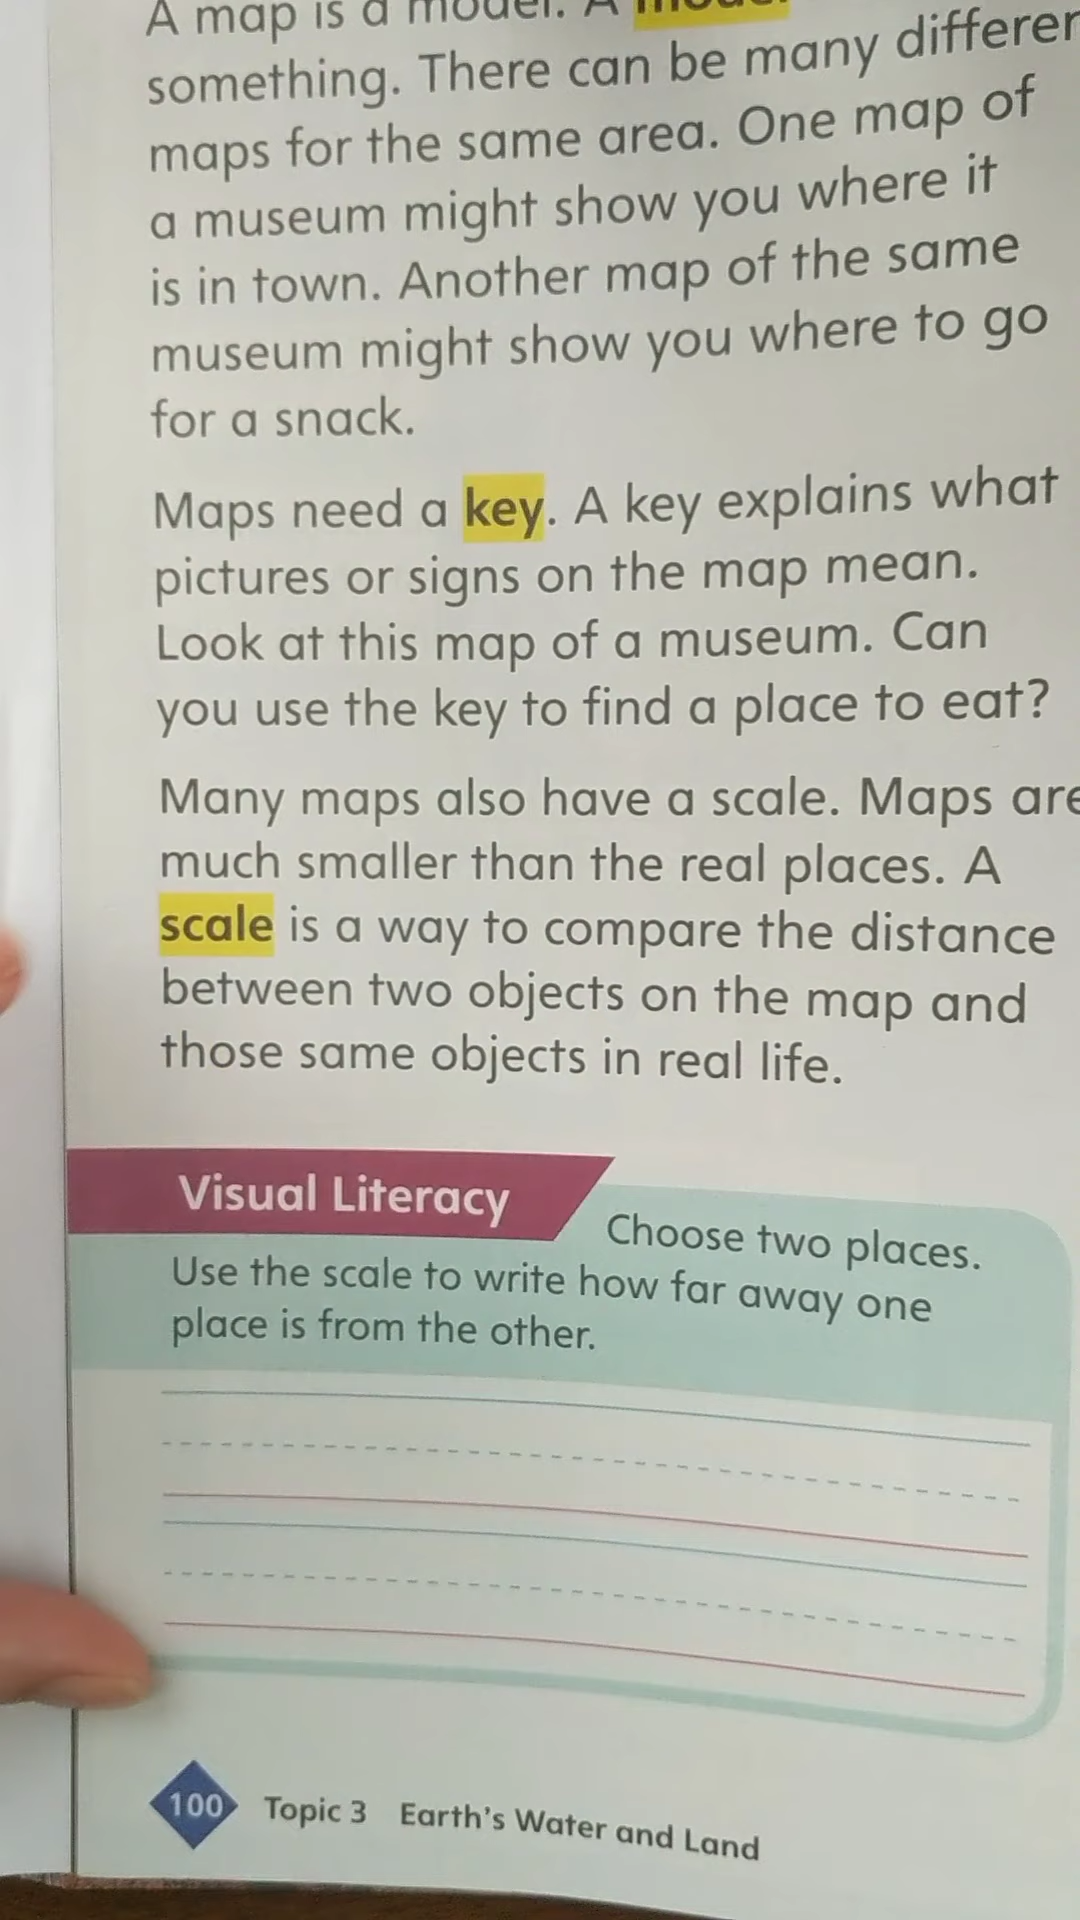 A map is a model. A model
something. There can be many differen
maps for the same area. One map of
a museum might show you where it
is in town. Another map of the same
museum might show you where to go
for a snack.
Maps need a key. A key explains what
pictures or signs on the map mean.
Look at this map of a museum. Can
you use the key to find a place to eat?
Many maps also have a scale. Maps are
much smaller than the real places. A
scale is a way to compare the distance
between two objects on the map and
those same objects in real life.
Visual Literacy Choose two places.
Use the scale to write how far away one
place is from the other.
100 Topic 3 Earth's Water and Land